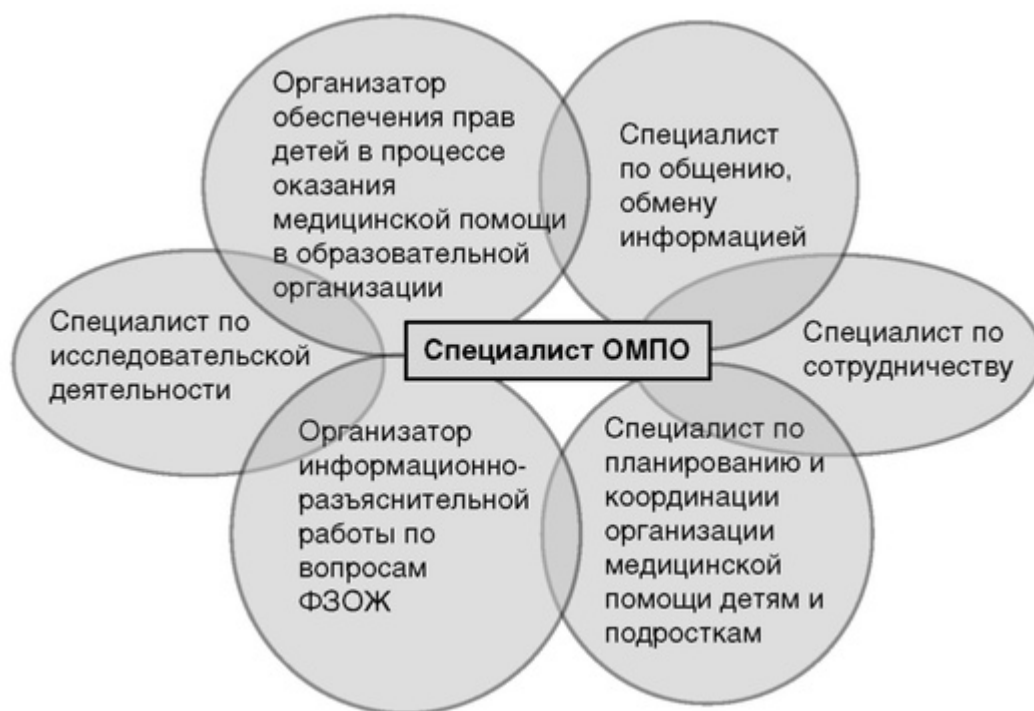 Организатор
обеспечения прав
детей в процессе
оказания
медицинской помощи
в образовательной
организации
Специалист
по общению,
обмену
информацией
Специалист по
исследовательской
деятельности
Специалист ОМПО
Специалист по
сотрудничеству
Организатор
информационно-
разъяснительной
работы по
вопросам
ФЗОЖ
Специалист по
планированию и
координации
организации
медицинской
помощи детям и
подросткам